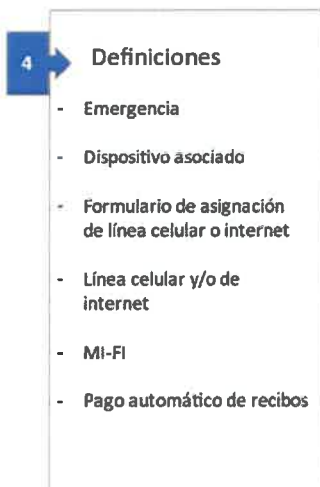 4
Definiciones
- Emergencia
- Dispositivo asociado
- Formulario de asignación
de línea celular o internet
- Línea celular y/o de
internet
- MI-FI
- Pago automático de recibos